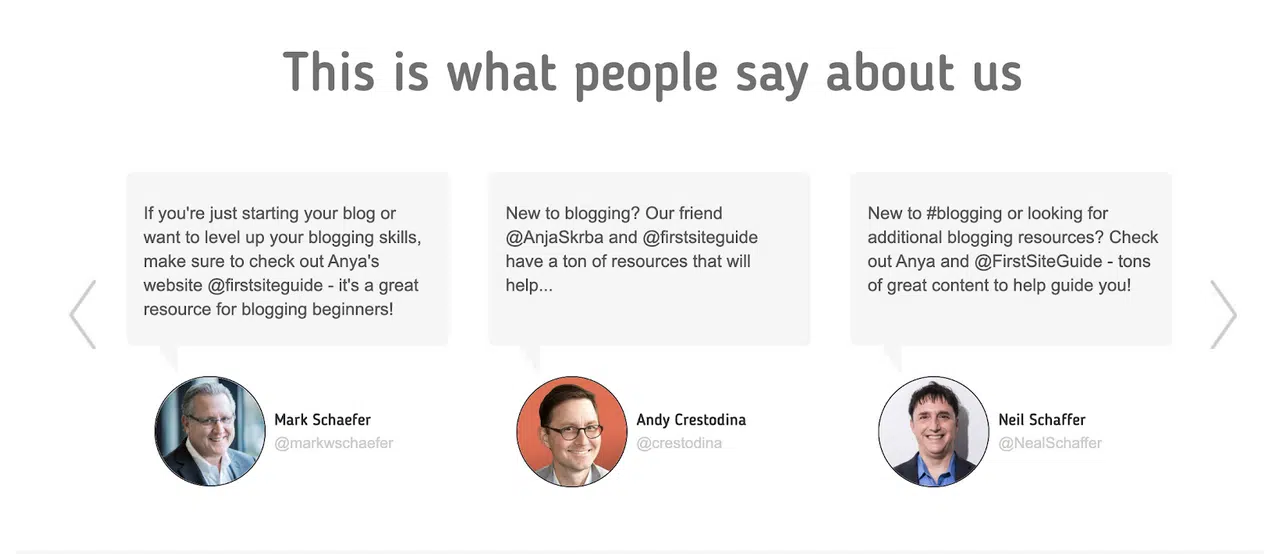 This is what people say about us
If you're just starting your blog or
want to level up your blogging skills,
make sure to check out Anya's
website @firstsiteguide - it's a great
resource for blogging beginners!
Mark Schaefer
@markwschaefer
New to blogging? Our friend
@AnjaSkrba and @firstsiteguide
have a ton of resources that will
help...
Andy Crestodina
@crestodina
New to #blogging or looking for
additional blogging resources? Check
out Anya and @FirstSiteGuide - tons
of great content to help guide you!
Neil Schaffer
@NealSchaffer